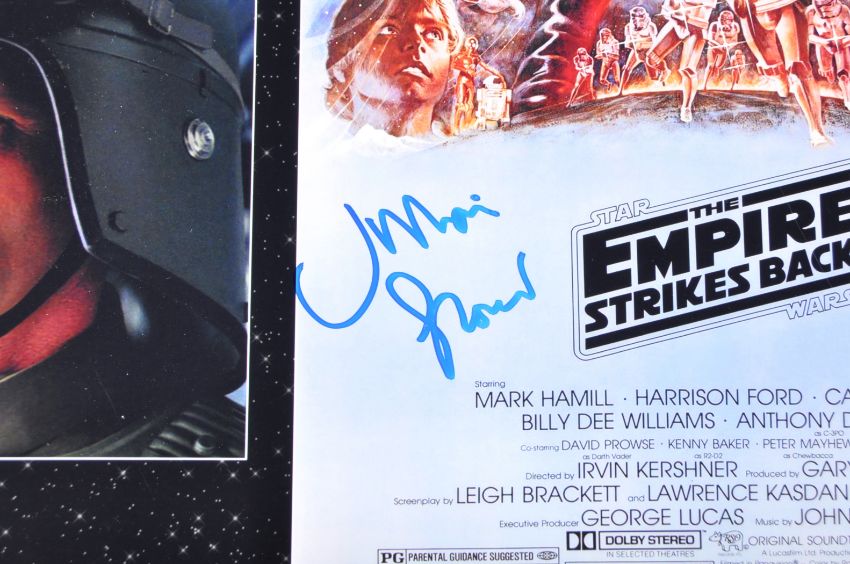 STAR
THE
EMPIRE
STRIKES BACK
WARS
Starring
MARK HAMILL · HARRISON FORD · CA
BILLY DEE WILLIAMS · ANTHONY D
as C-3PO
Co-starring DAVID PROWSE · KENNY BAKER · PETER MAYHEW
as Darth Vader as R2-D2 as Chewbacca
Directed by IRVIN KERSHNER Produced by GARY
Screenplay by LEIGH BRACKETT and LAWRENCE KASDAN
Executive Producer GEORGE LUCAS Music by JOHN
DOLBY STEREO
IN SELECTED THEATRES
ORIGINAL SOUND
A Lucasfilm Ltd. Producti
PG PARENTAL GUIDANCE SUGGESTED